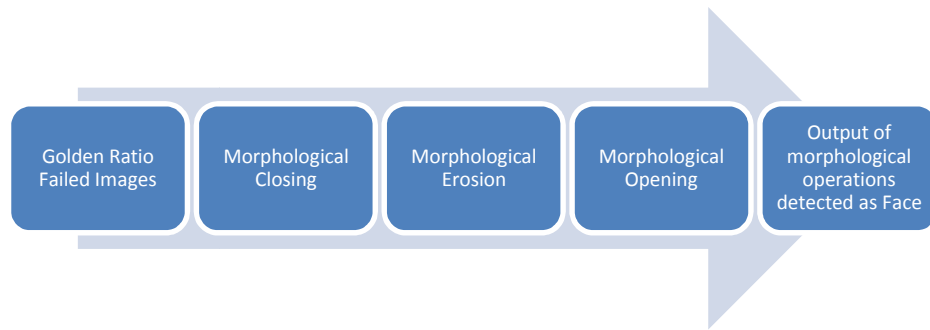 Golden Ratio
Failed Images
Morphological
Closing
Morphological
Erosion
Morphological
Opening
Output of
morphological
operations
detected as Face